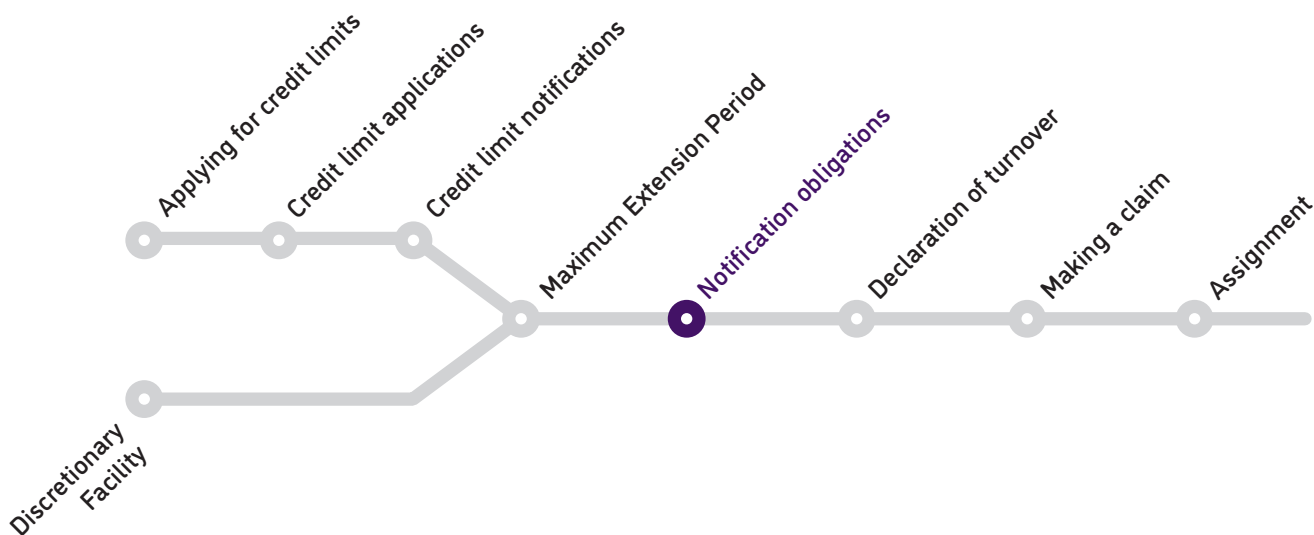 Applying for credit limits
Credit limit applications
Credit limit notifications
Maximum Extension Period
Notification obligations
Declaration of turnover
Making a claim
Assignment
Discretionary
Facility